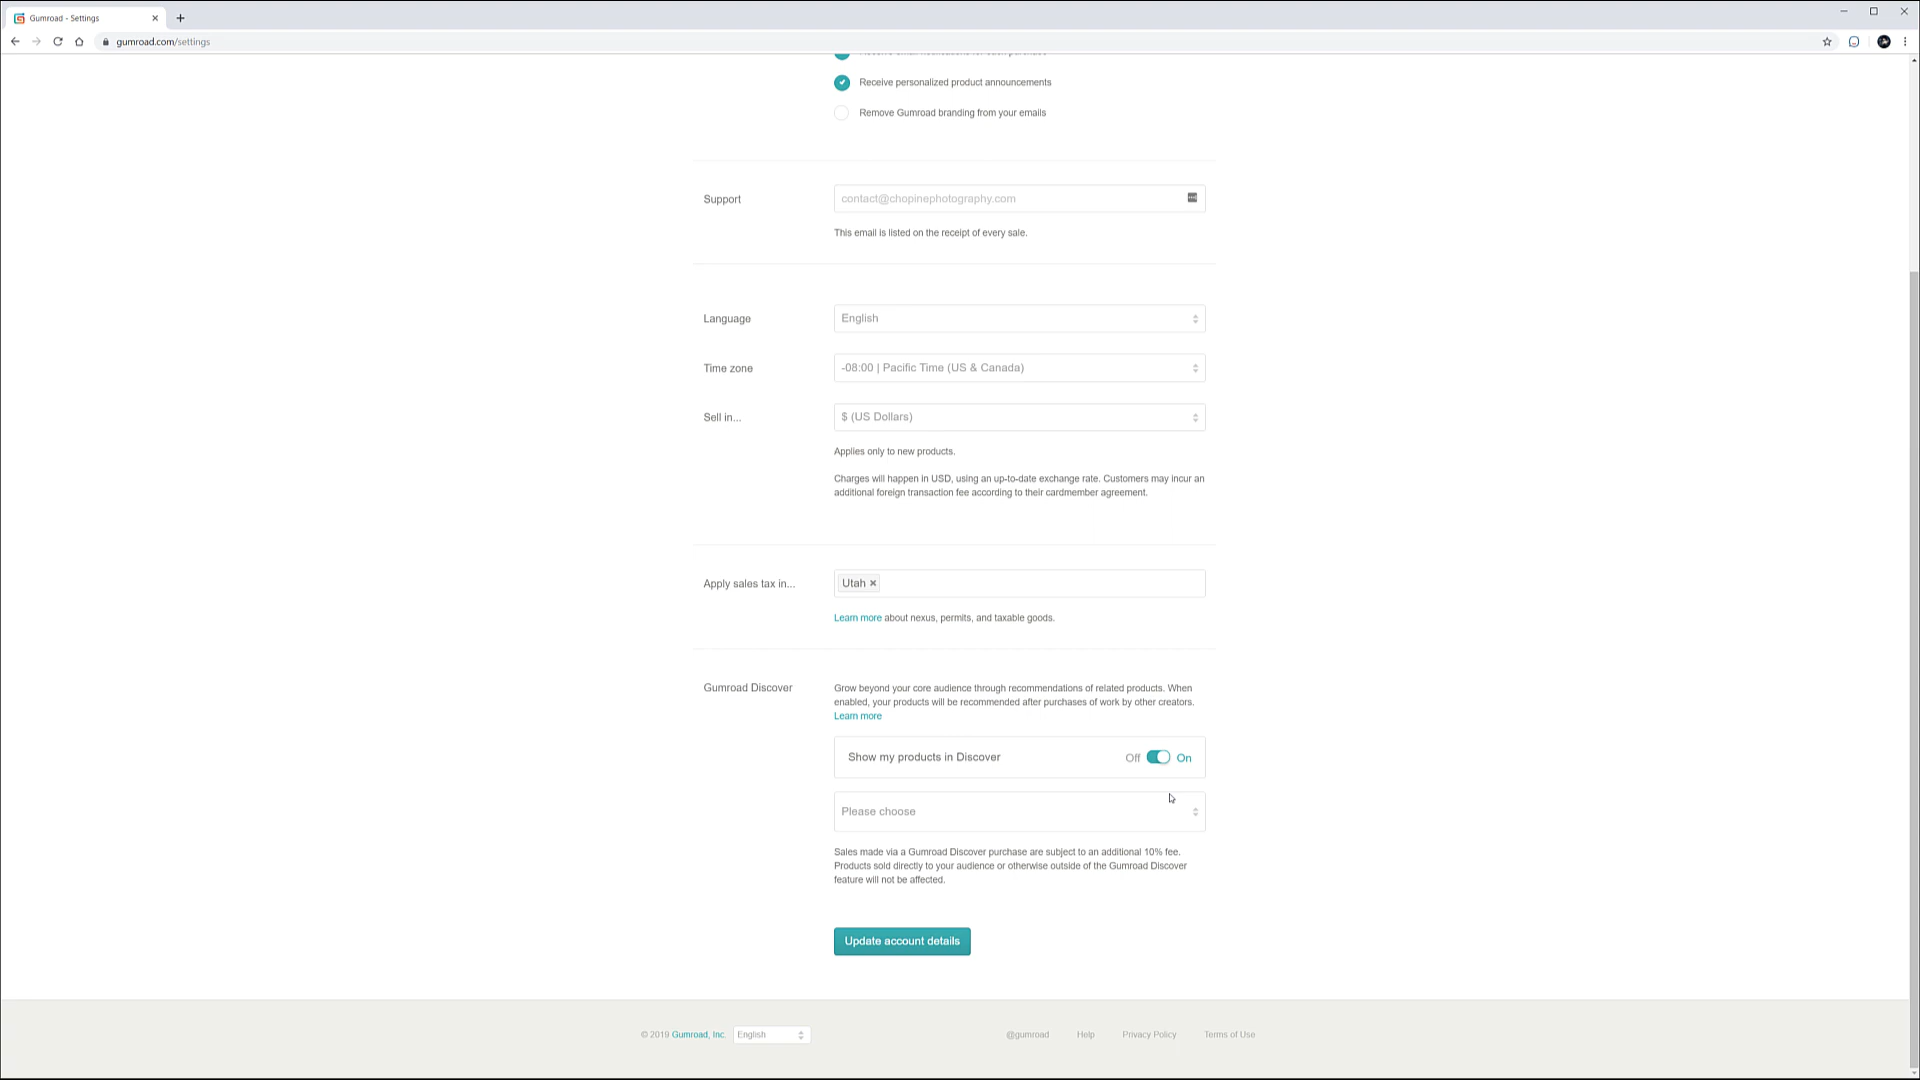 Gumroad - Settings
gumroad.com/settings
Receive personalized product announcements
Remove Gumroad branding from your emails
Support
contact@chopinephotography.com
This email is listed on the receipt of every sale.
Language
English
Time zone
-08:00 | Pacific Time (US & Canada)
Sell in...
$ (US Dollars)
Applies only to new products.
Charges will happen in USD, using an up-to-date exchange rate. Customers may incur an
additional foreign transaction fee according to their cardmember agreement.
Apply sales tax in...
Utah ×
Learn more about nexus, permits, and taxable goods.
Gumroad Discover
Grow beyond your core audience through recommendations of related products. When
enabled, your products will be recommended after purchases of work by other creators.
Learn more
Show my products in Discover
Off On
Please choose
Sales made via a Gumroad Discover purchase are subject to an additional 10% fee.
Products sold directly to your audience or otherwise outside of the Gumroad Discover
feature will not be affected.
Update account details
© 2019 Gumroad, Inc. English @gumroad Help Privacy Policy Terms of Use